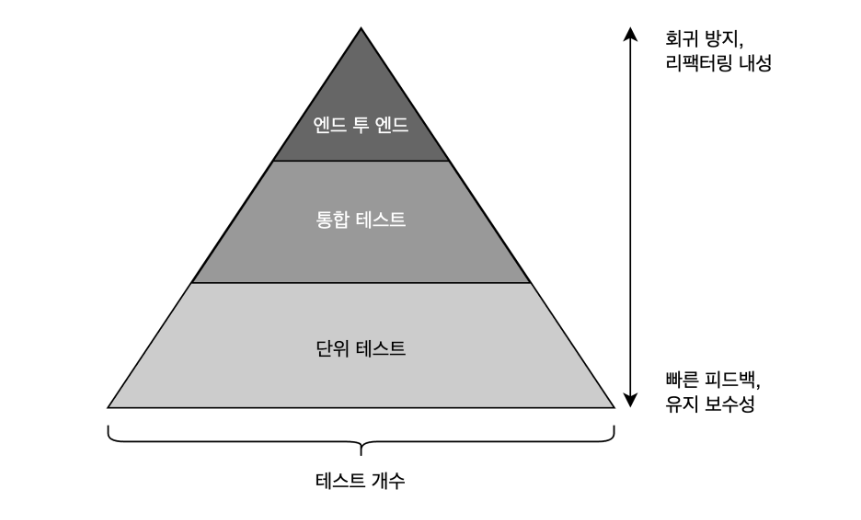 회귀 방지,
리팩터링 내성
엔드 투 엔드
통합 테스트
단위 테스트
빠른 피드백,
유지 보수성
테스트 개수